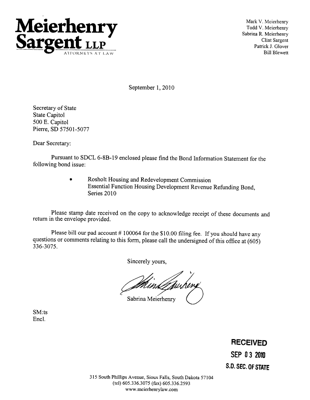 Meierhenry
Sargent LLP
ATTORNEYS AT LAW
Mark V. Meierhenry
Todd V. Meierhenry
Sabrina R. Meierhenry
Clint Sargent
Patrick J. Glover
Bill Blewett
September 1, 2010
Secretary of State
State Capitol
500 E. Capitol
Pierre, SD 57501-5077
Dear Secretary:
Pursuant to SDCL 6-8B-19 enclosed please find the Bond Information Statement for
the following bond issue:
• Rosholt Housing and Redevelopment Commission
Essential Function Housing Development Revenue Refunding Bond,
Series 2010
Please stamp date received on the copy to acknowledge receipt of these documents and
return in the envelope provided.
Please bill our pad account # 100064 for the $10.00 filing fee. If you should have any
questions or comments relating to this form, please call the undersigned of this office at (605)
336-3075.
Sincerely yours,
Sabrina Meierhenry
SM:ts
Encl.
RECEIVED
SEP 03 2010
S.D. SEC. OF STATE
315 South Phillips Avenue, Sioux Falls, South Dakota 57104
(tel) 605.336.3075 (fax) 605.336.2593
www.meierhenrylaw.com